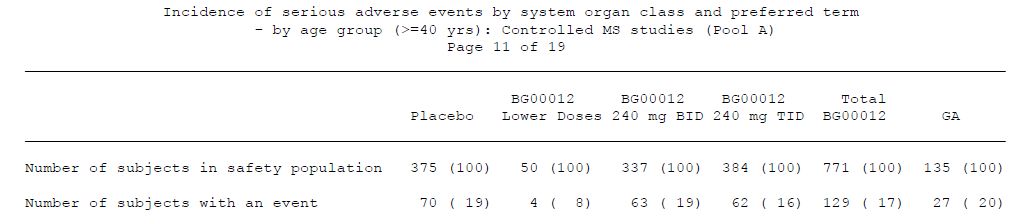 Incidence of serious adverse events by system organ class and preferred term
- by age group (>=40 yrs): Controlled MS studies (Pool A)
Page 11 of 19
BG00012 BG00012 BG00012 Total
Placebo Lower Doses 240 mg BID 240 mg TID BG00012 GA
Number of subjects in safety population 375 (100) 50 (100) 337 (100) 384 (100) 771 (100) 135 (100)
Number of subjects with an event 70 ( 19) 4 ( 8) 63 ( 19) 62 ( 16) 129 ( 17) 27 ( 20)